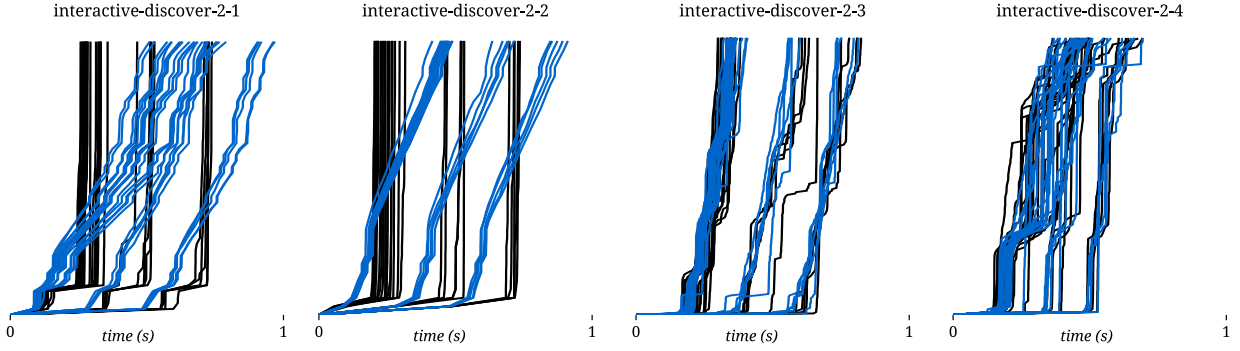 interactive-discover-2-1
interactive-discover-2-2
interactive-discover-2-3
interactive-discover-2-4
0 time (s) 1
0 time (s) 1
0 time (s) 1
0 time (s) 1